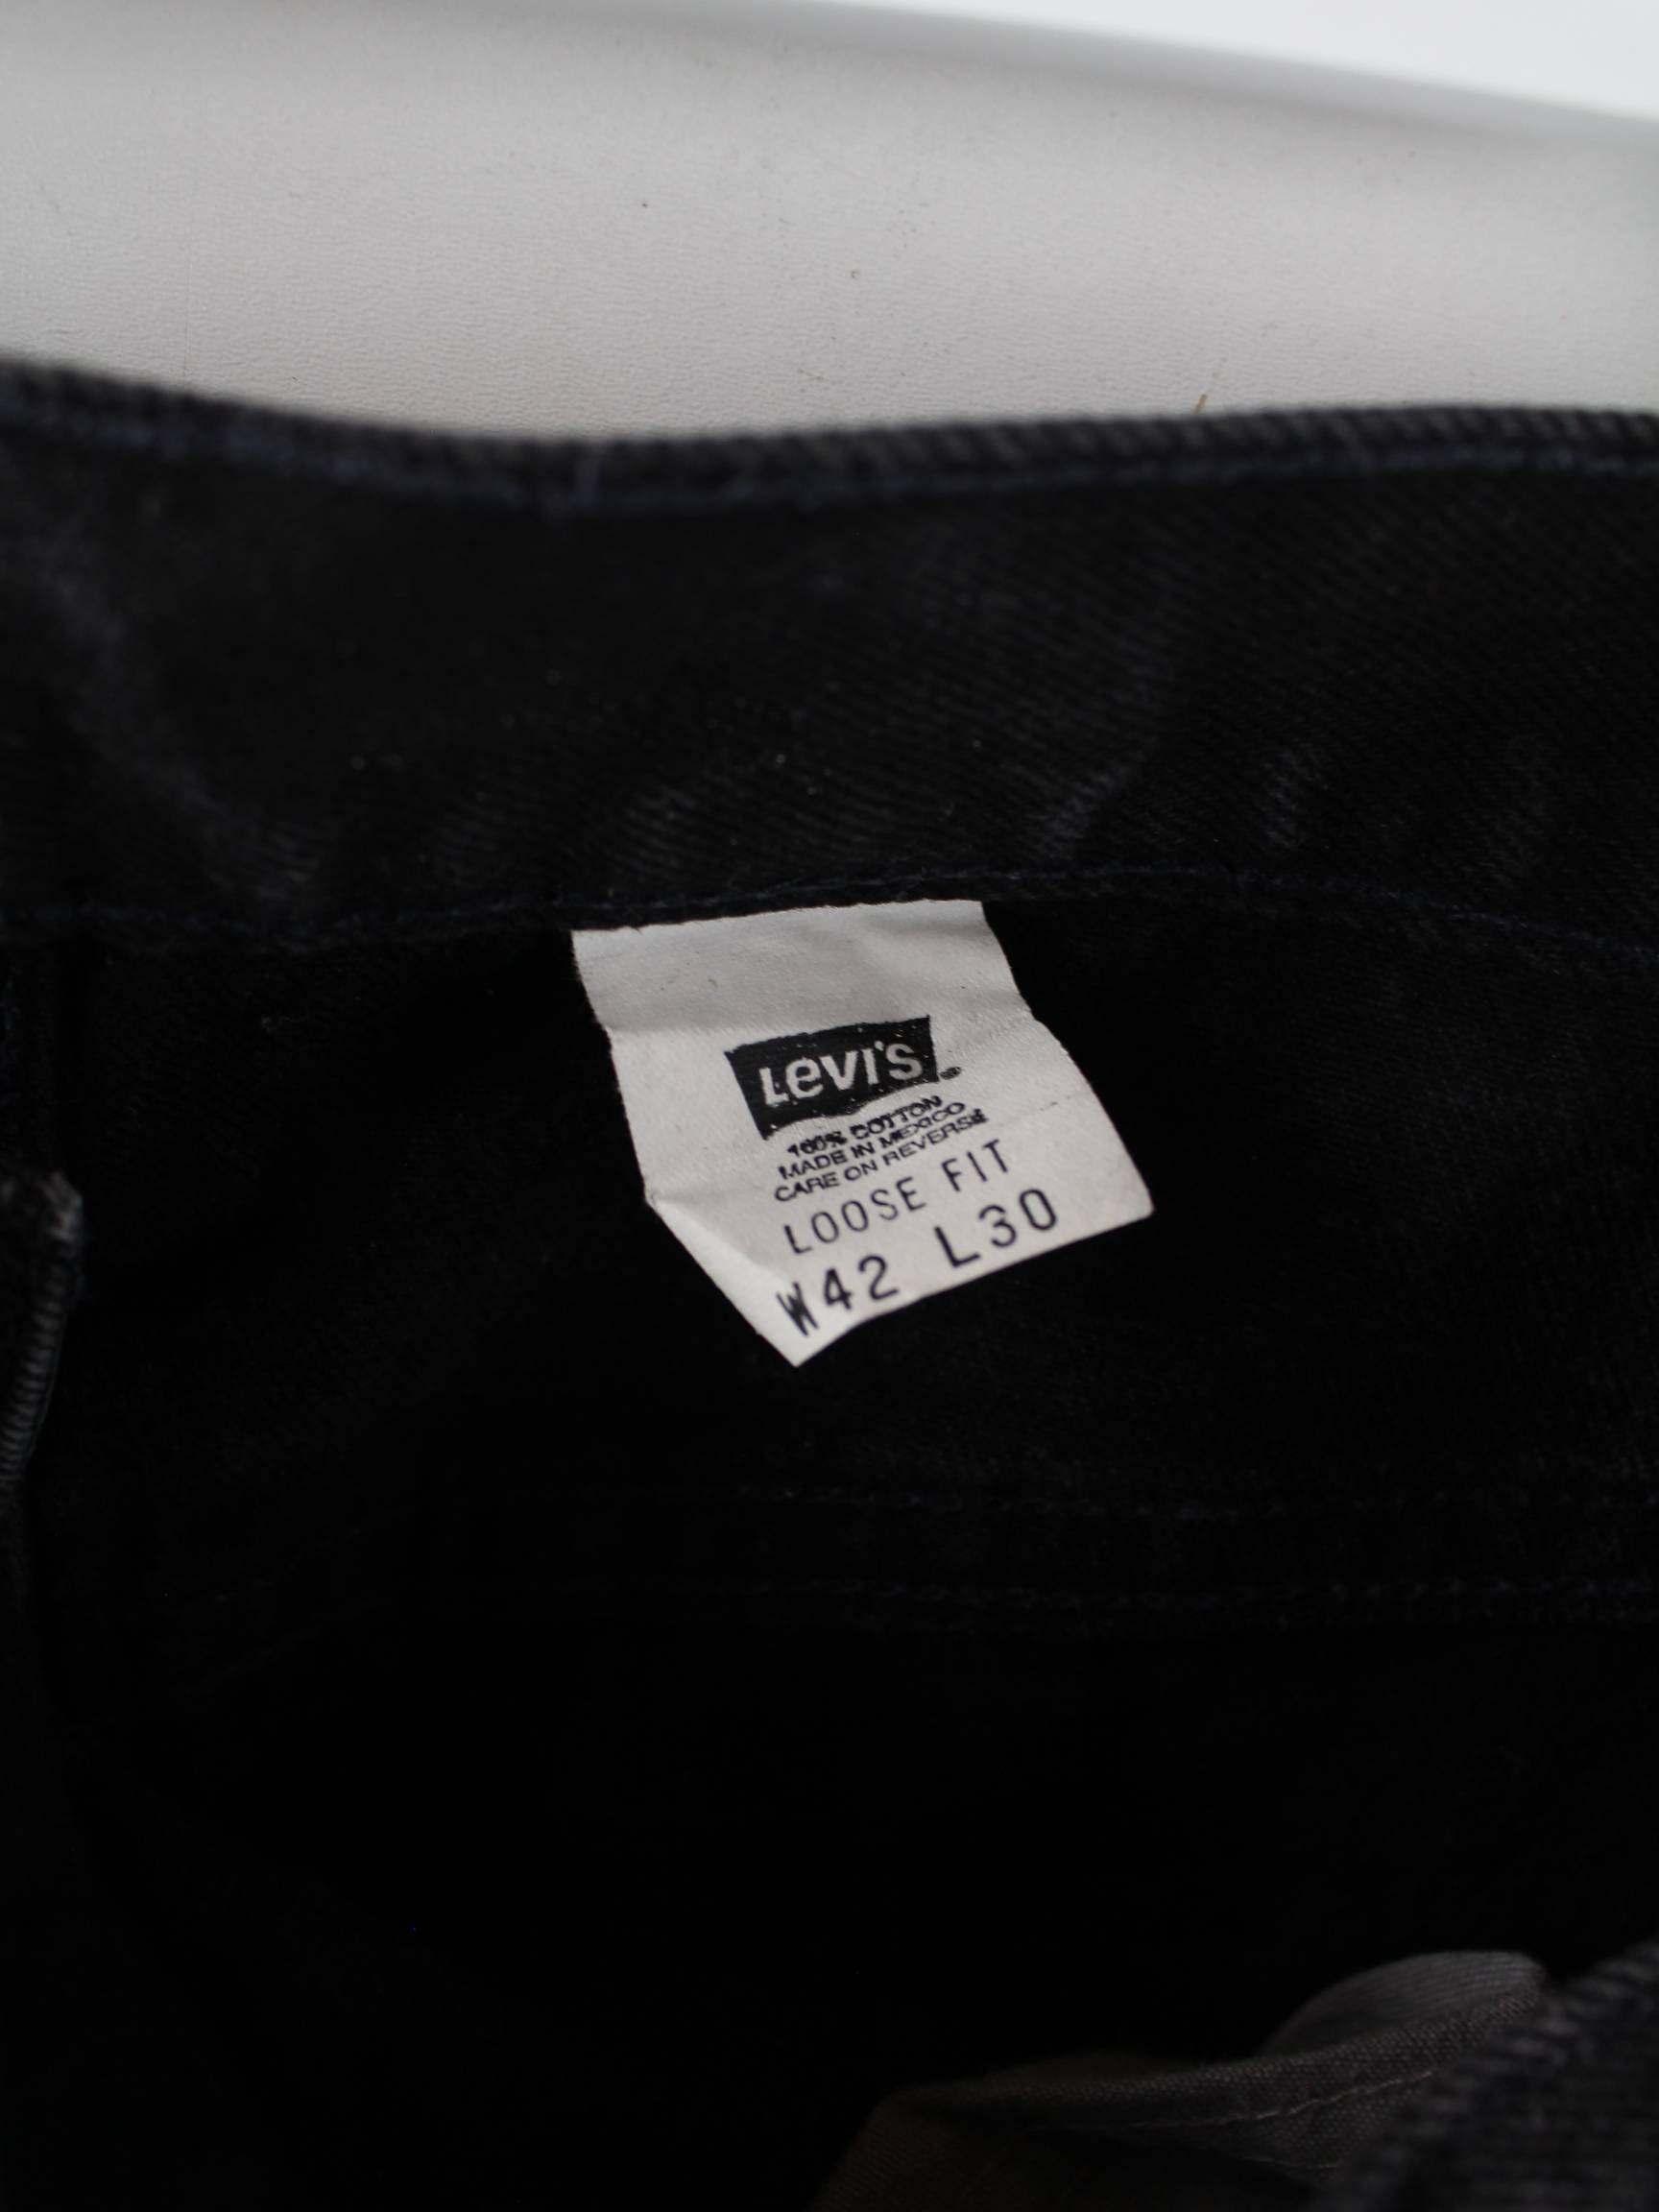 LEVI'S
100% COTTON
MADE IN MEXICO
CARE ON REVERSE
LOOSE FIT
W42 L30